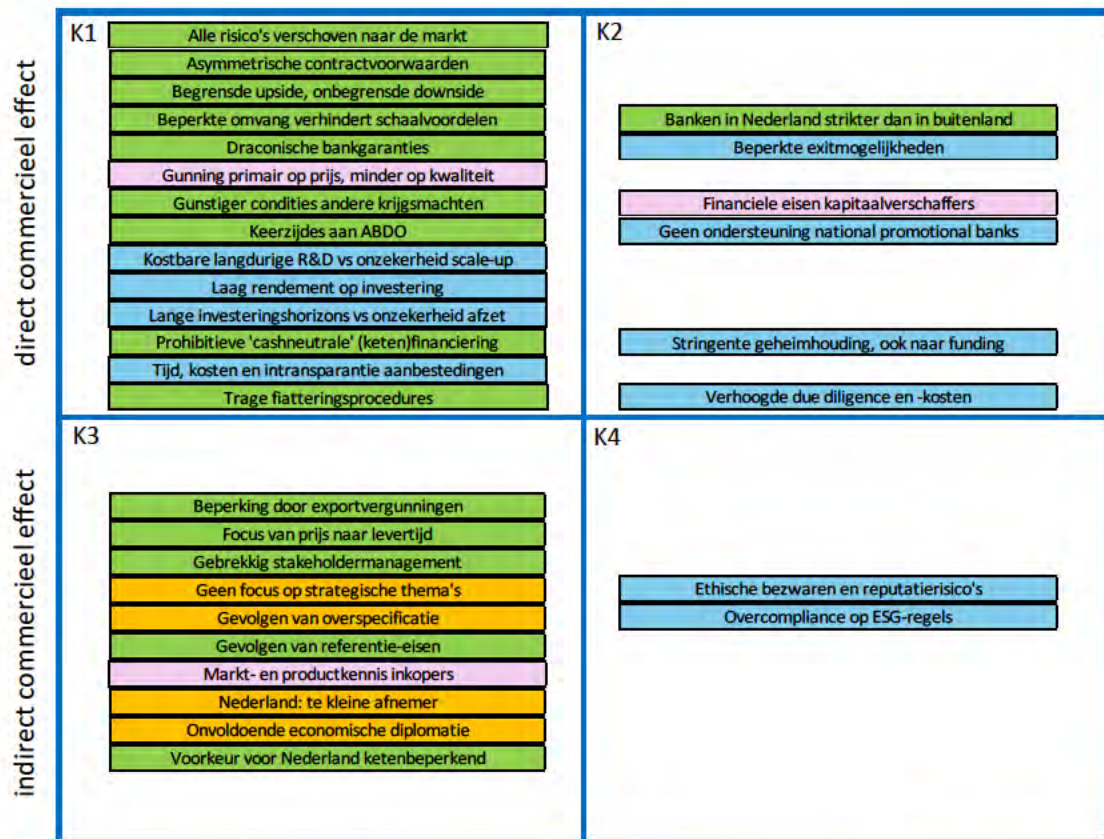 direct commercieel effect
K1
Alle risico's verschoven naar de markt
Asymmetrische contractvoorwaarden
Begrensde upside, onbegrensde downside
Beperkte omvang verhindert schaalvoordelen
Draconische bankgaranties
Gunning primair op prijs, minder op kwaliteit
Gunstiger condities andere krijgsmachten
Keerzijdes aan ABDO
Kostbare langdurige R&D vs onzekerheid scale-up
Laag rendement op investering
Lange investeringshorizons vs onzekerheid afzet
Prohibitieve 'cashneutrale' (keten)financiering
Tijd, kosten en intransparantie aanbestedingen
Trage fiatteringsprocedures
K2
Banken in Nederland strikter dan in buitenland
Beperkte exitmogelijkheden
Financiele eisen kapitaalverschaffers
Geen ondersteuning national promotional banks
Stringente geheimhouding, ook naar funding
Verhoogde due diligence en -kosten
indirect commercieel effect
K3
Beperking door exportvergunningen
Focus van prijs naar levertijd
Gebrekkig stakeholdermanagement
Geen focus op strategische thema's
Gevolgen van overspecificatie
Gevolgen van referentie-eisen
Markt- en productkennis inkopers
Nederland: te kleine afnemer
Onvoldoende economische diplomatie
Voorkeur voor Nederland ketenbeperkend
K4
Ethische bezwaren en reputatierisico's
Overcompliance op ESG-regels